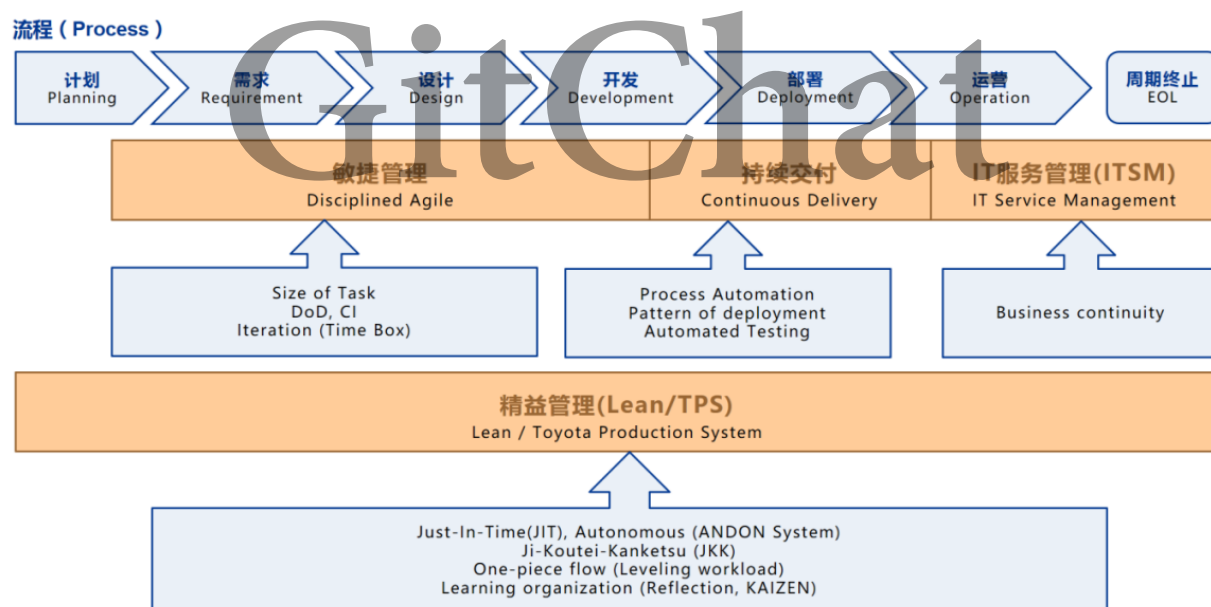 流程（Process）
计划
Planning
需求
Requirement
设计
Design
开发
Development
部署
Deployment
运营
Operation
周期终止
EOL
GitChat
敏捷管理
Disciplined Agile
持续交付
Continuous Delivery
IT服务管理(ITSM)
IT Service Management
Size of Task
DoD, CI
Iteration (Time Box)
Process Automation
Pattern of deployment
Automated Testing
Business continuity
精益管理(Lean/TPS)
Lean / Toyota Production System
Just-In-Time(JIT), Autonomous (ANDON System)
Ji-Koutei-Kanketsu (JKK)
One-piece flow (Leveling workload)
Learning organization (Reflection, KAIZEN)